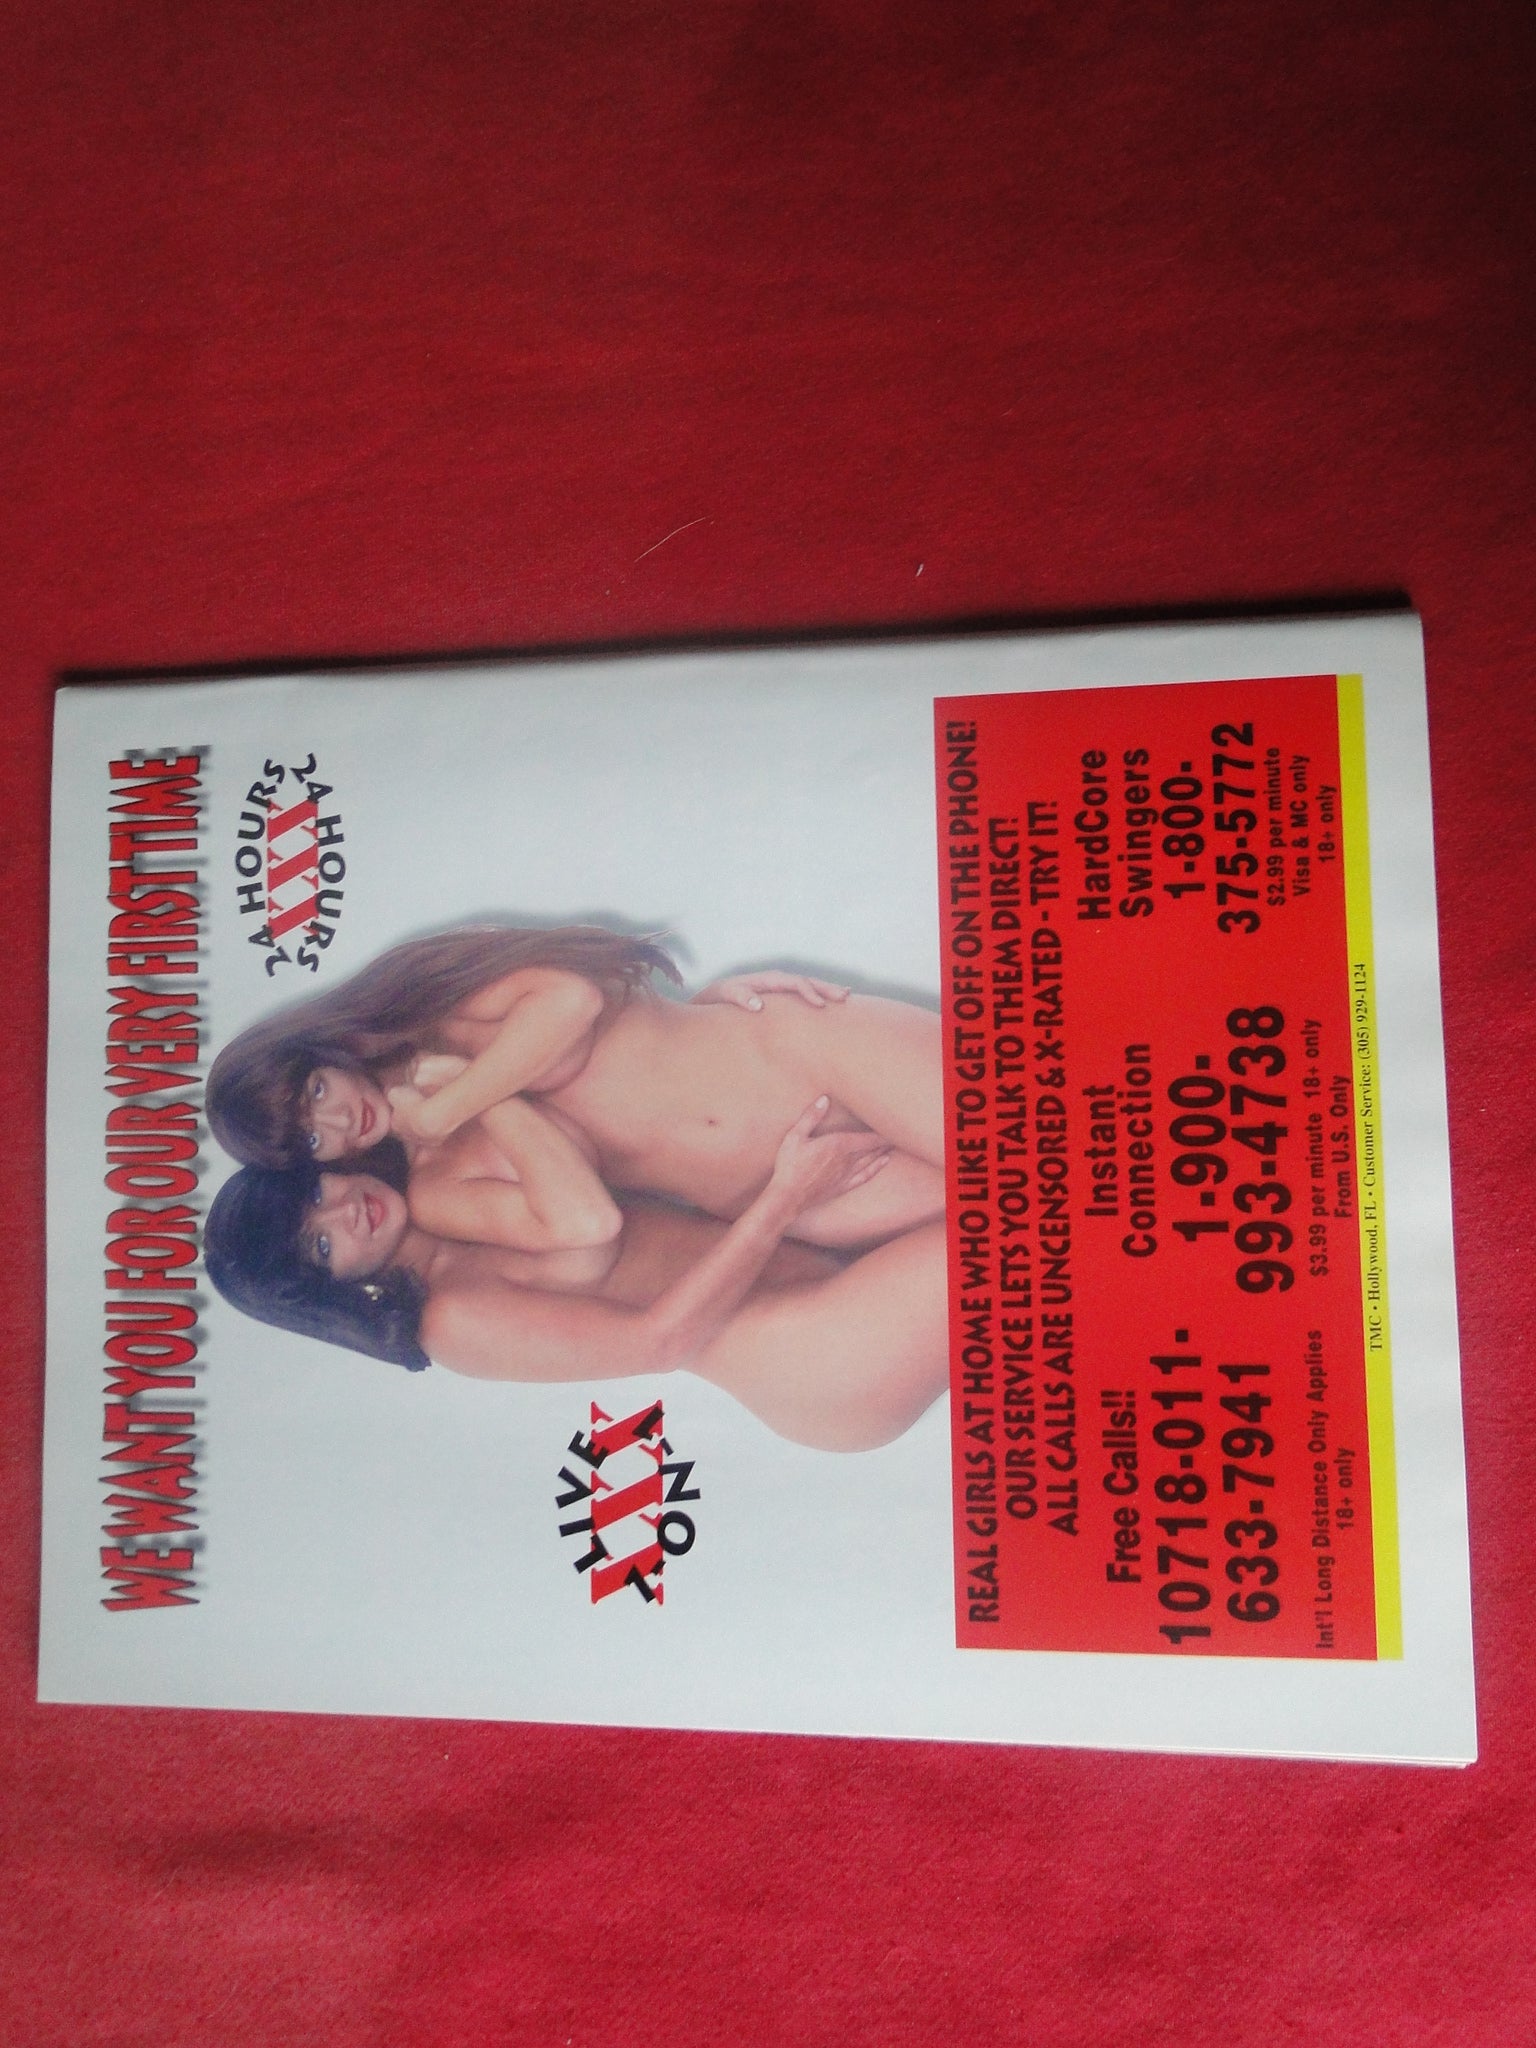 WE WANT YOU FOR OUR VERY FIRST TIME
24 HOURS
XXX
24 HOURS
LIVE
XXX
1-ON-1
REAL GIRLS AT HOME WHO LIKE TO GET OFF ON THE PHONE!
OUR SERVICE LETS YOU TALK TO THEM DIRECT!
ALL CALLS ARE UNCENSORED & X-RATED - TRY IT!
Free Calls!!
10718-011-
633-7941
Int'l Long Distance Only Applies
18+ only
Instant
Connection
1-900-
993-4738
$3.99 per minute 18+ only
From U.S. Only
HardCore
Swingers
1-800-
375-5772
$2.99 per minute
Visa & MC only
18+ only
TMC • Hollywood, FL • Customer Service: (305) 929-1124